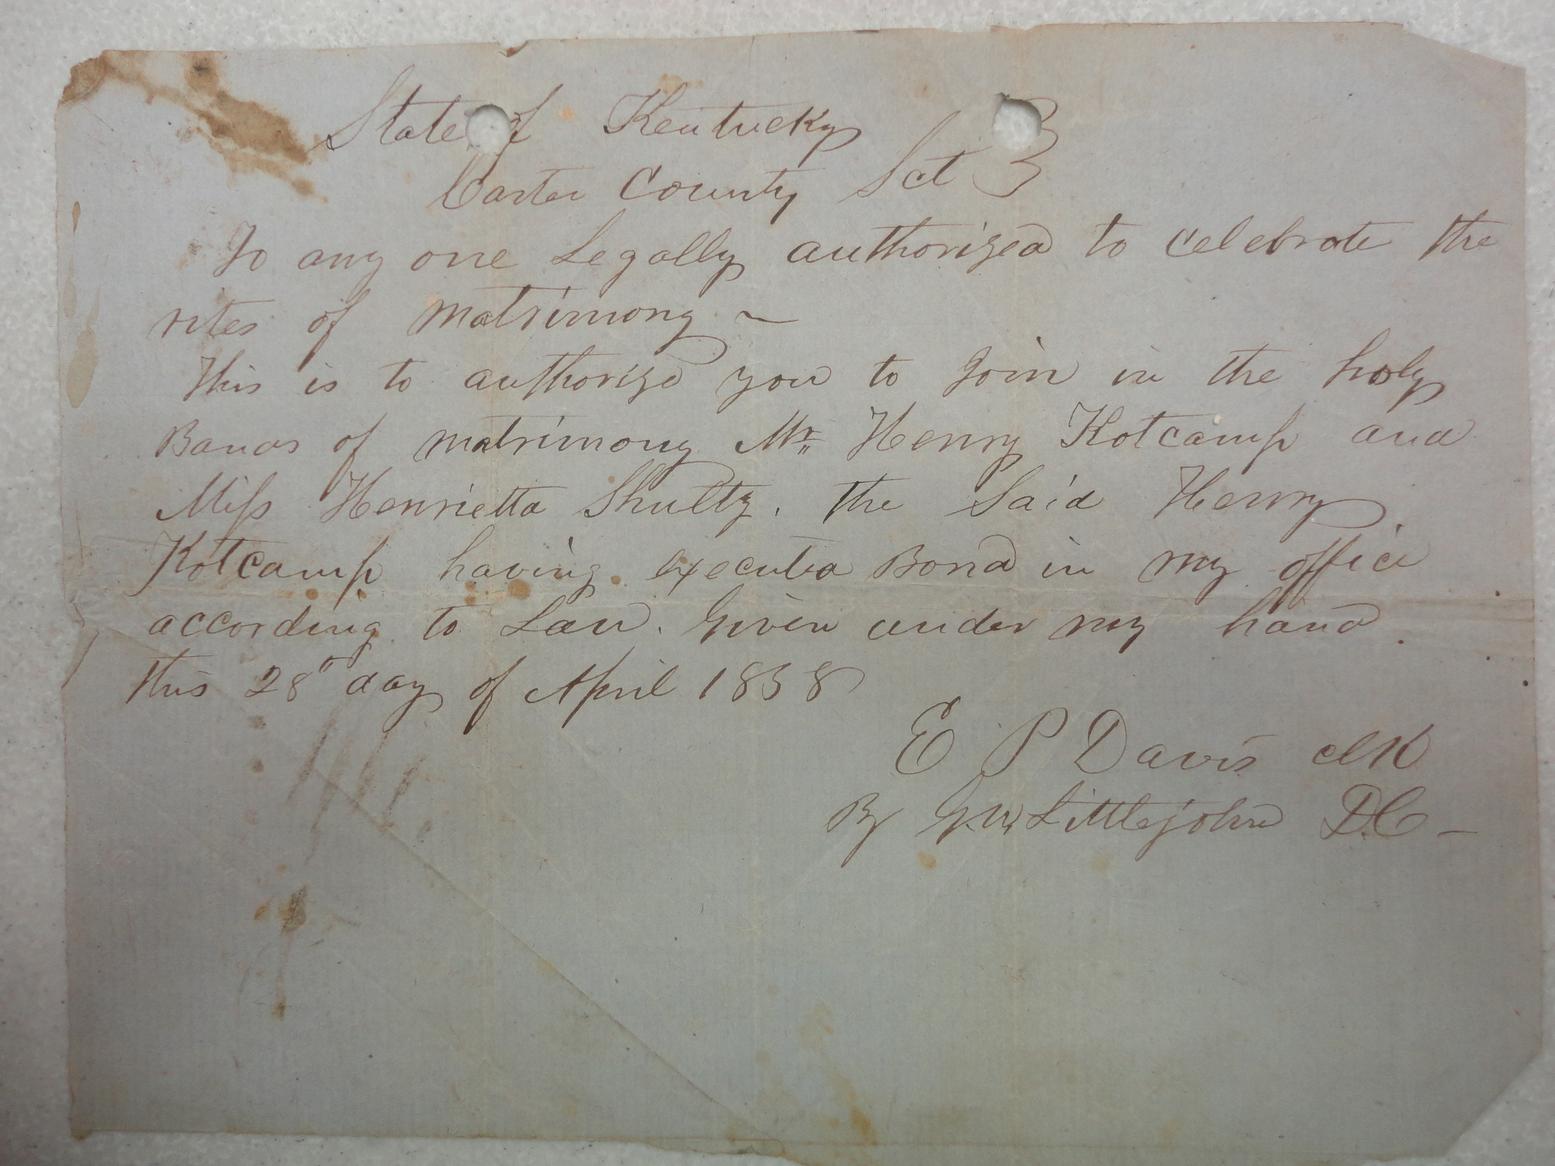 State of Kentucky
Carter County Sct
To any one Legally authorized to celebrate the
rites of matrimony ~
This is to authorize you to Join in the holy
Bands of matrimony Mr Henry Kotcamp and
Miss Henrietta Shultz. the Said Henry
Kotcamp having executed Bond in my office
according to Law. Given under my hand.
this 28th day of April 1858
E P Davis clk
By G.W. Littlejohn D.C. –